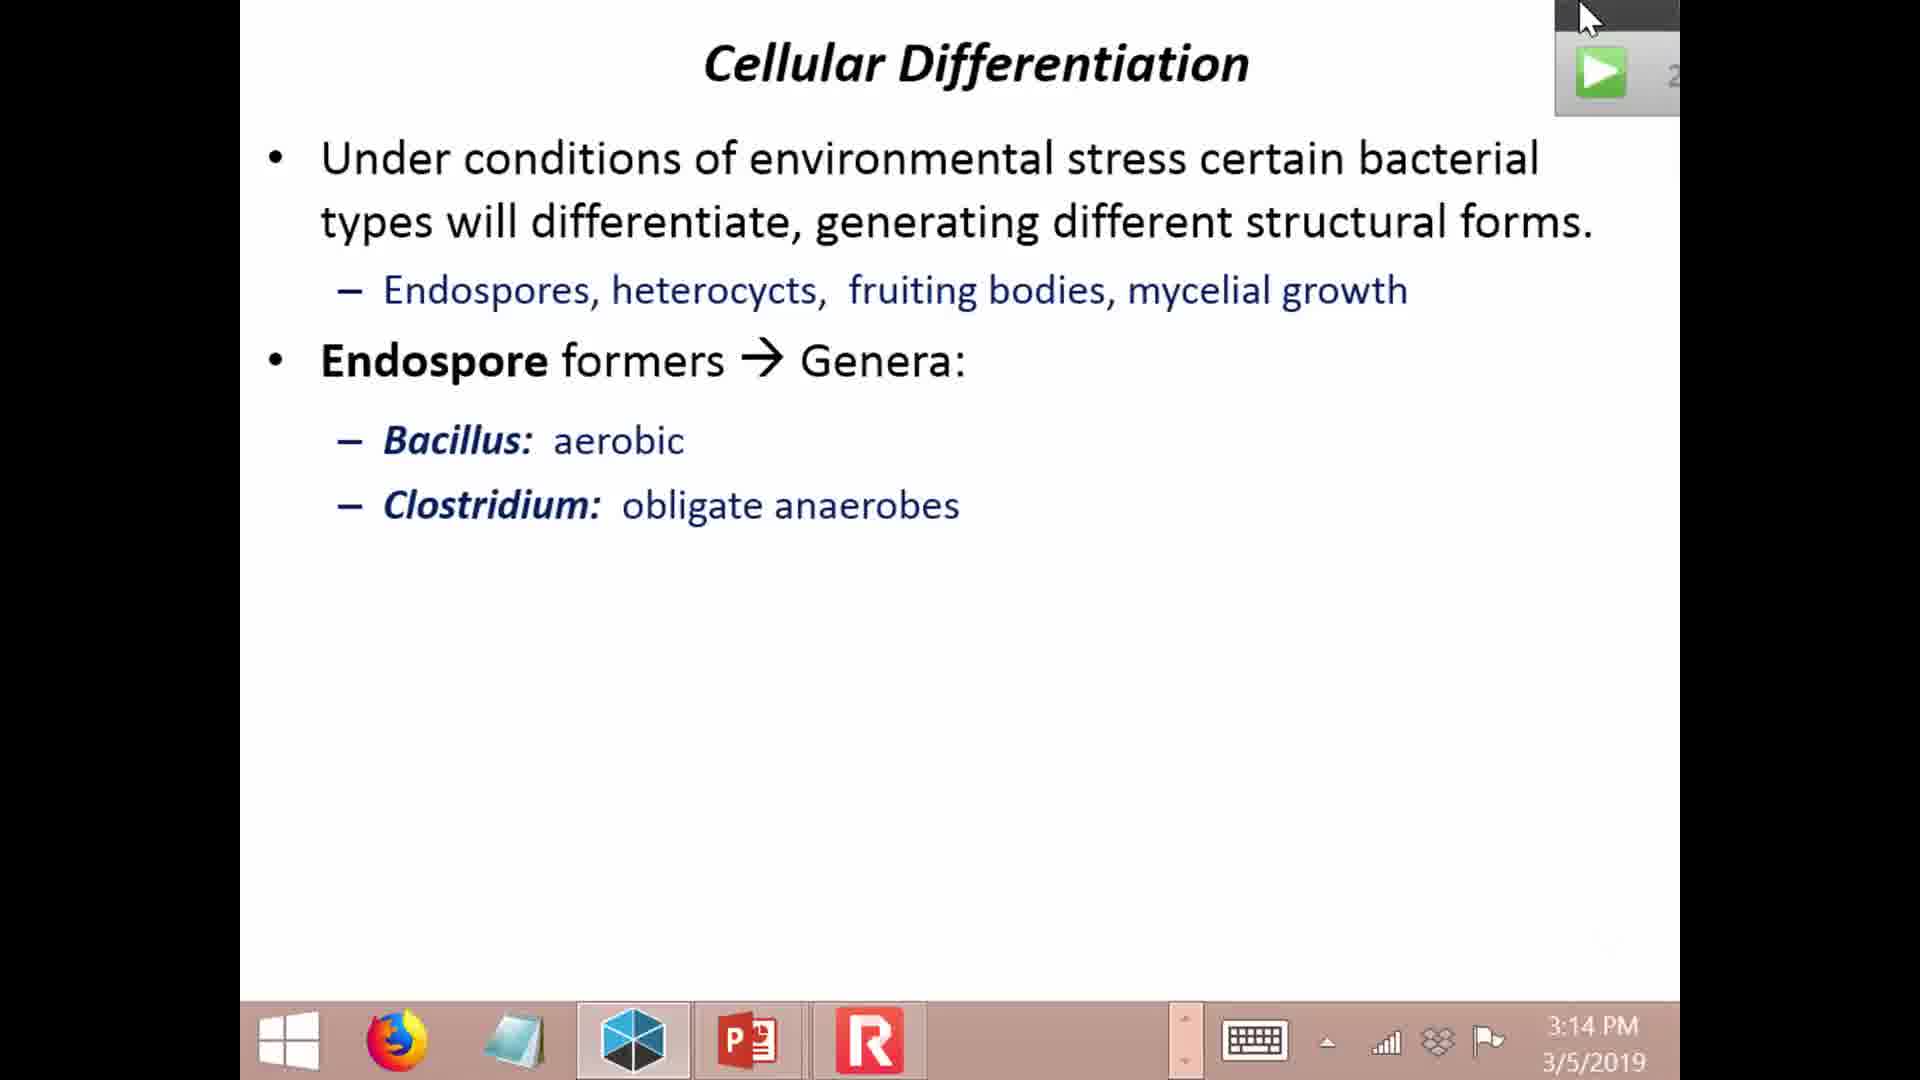 Cellular Differentiation
• Under conditions of environmental stress certain bacterial
types will differentiate, generating different structural forms.
– Endospores, heterocycts, fruiting bodies, mycelial growth
• Endospore formers → Genera:
– Bacillus: aerobic
– Clostridium: obligate anaerobes
3:14 PM
3/5/2019